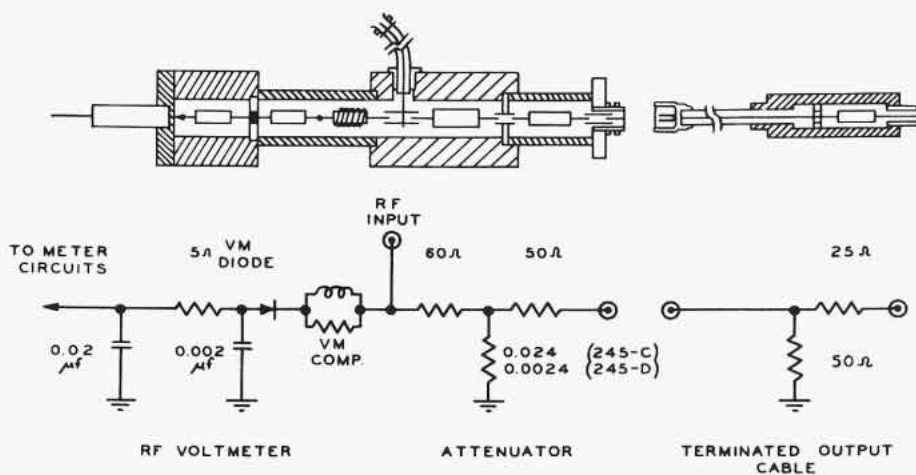 RF
INPUT
TO METER
CIRCUITS
5Ω VM
DIODE
60Ω
50Ω
25Ω
0.02
μf
0.002
μf
VM
COMP.
0.024 (245-C)
0.0024 (245-D)
50Ω
RF VOLTMETER
ATTENUATOR
TERMINATED OUTPUT
CABLE